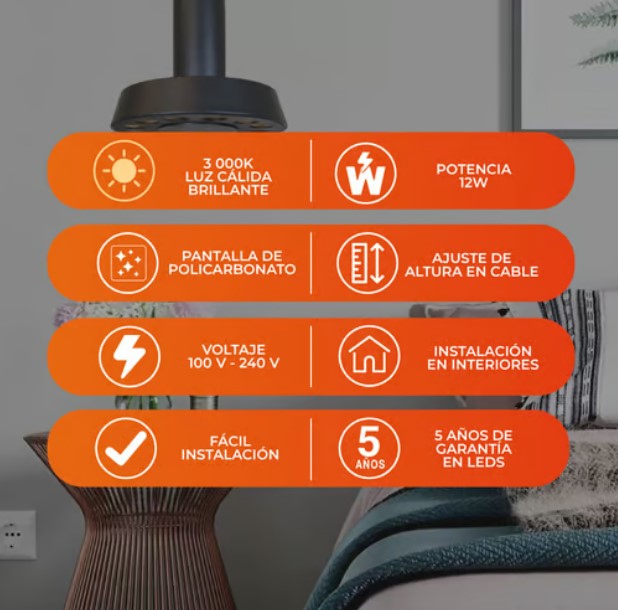 3 000K
LUZ CÁLIDA
BRILLANTE
W
POTENCIA
12W
PANTALLA DE
POLICARBONATO
AJUSTE DE
ALTURA EN CABLE
VOLTAJE
100 V - 240 V
INSTALACIÓN
EN INTERIORES
FÁCIL
INSTALACIÓN
5
AÑOS
5 AÑOS DE
GARANTÍA
EN LEDS